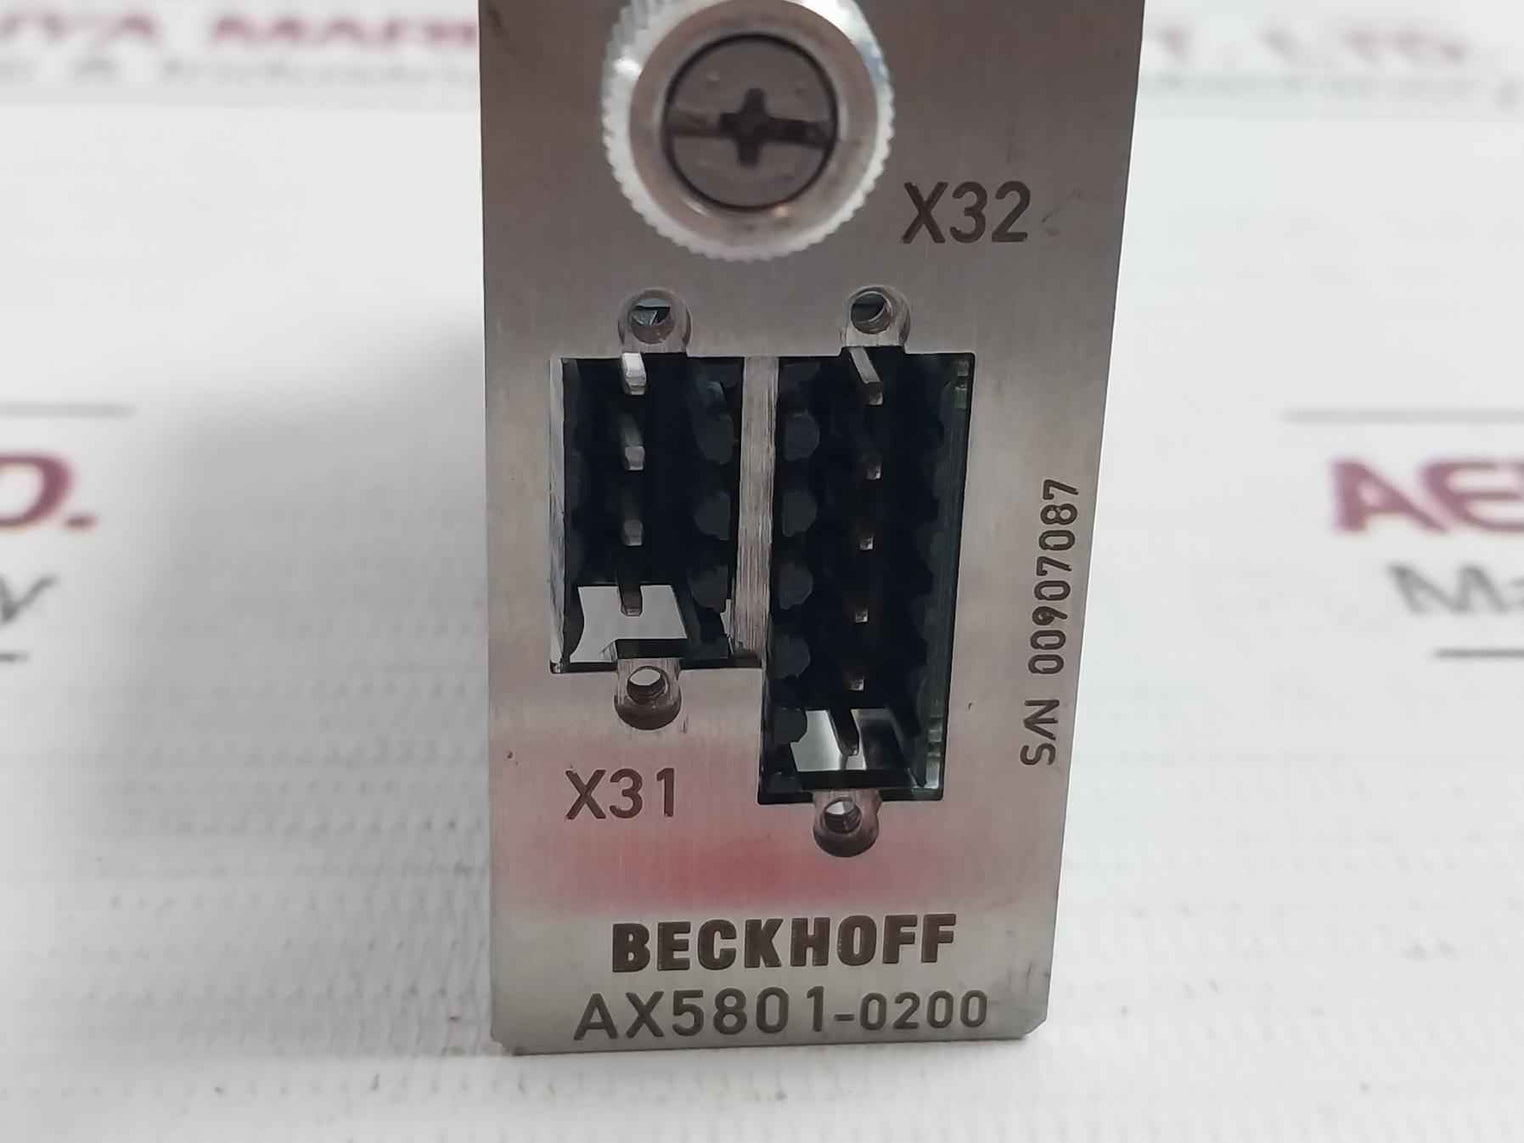 X32
X31
S/N 00907087
BECKHOFF
AX5801-0200